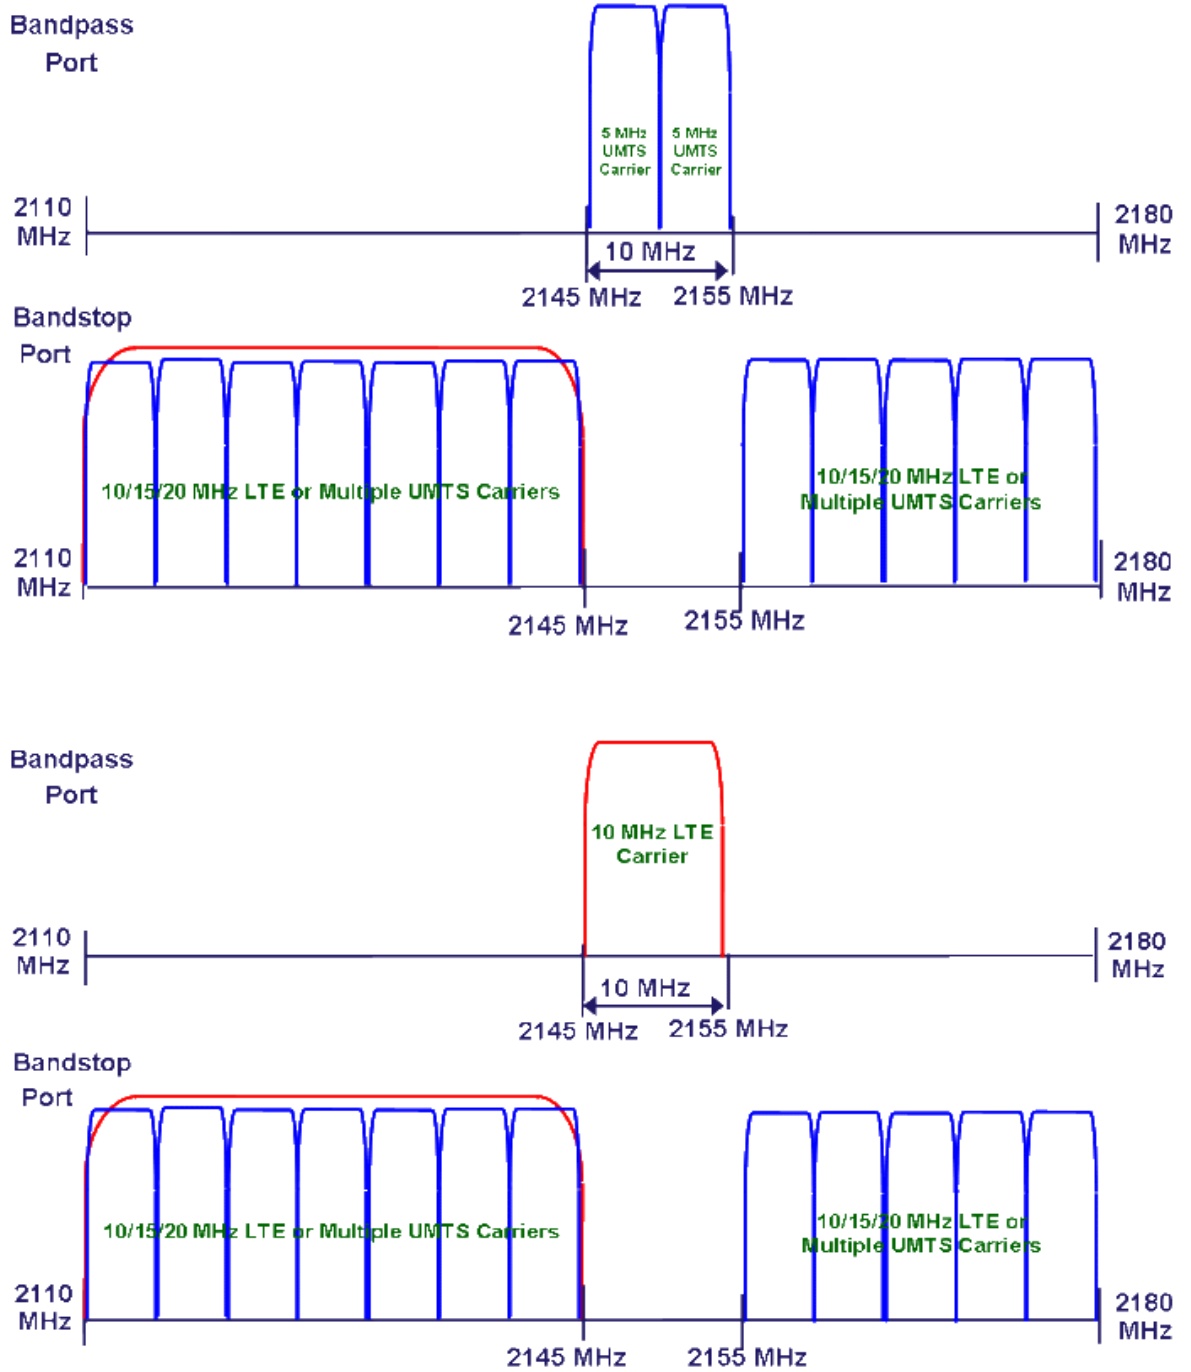 Bandpass
Port
5 MHz
UMTS
Carrier
5 MHz
UMTS
Carrier
2110
MHz
2180
MHz
10 MHz
2145 MHz
2155 MHz
Bandstop
Port
10/15/20 MHz LTE or Multiple UMTS Carriers
10/15/20 MHz LTE or
Multiple UMTS Carriers
2110
MHz
2180
MHz
2145 MHz
2155 MHz
Bandpass
Port
10 MHz LTE
Carrier
2110
MHz
2180
MHz
10 MHz
2145 MHz
2155 MHz
Bandstop
Port
10/15/20 MHz LTE or Multiple UMTS Carriers
10/15/20 MHz LTE or
Multiple UMTS Carriers
2110
MHz
2180
MHz
2145 MHz
2155 MHz